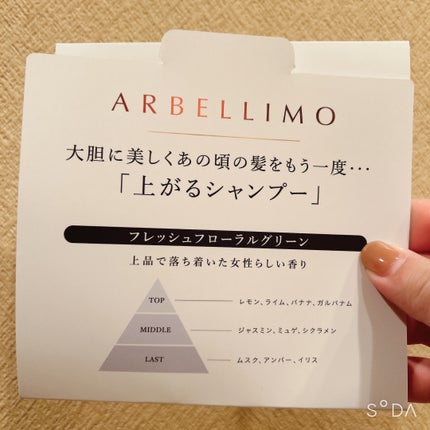 ARBELLIMO
大胆に美しくあの頃の髪をもう一度･･･
「上がるシャンプー」
フレッシュフローラルグリーン
上品で落ち着いた女性らしい香り
TOP
レモン、ライム、バナナ、ガルバナム
MIDDLE
ジャスミン、ミュゲ、シクラメン
LAST
ムスク、アンバー、イリス
SODA